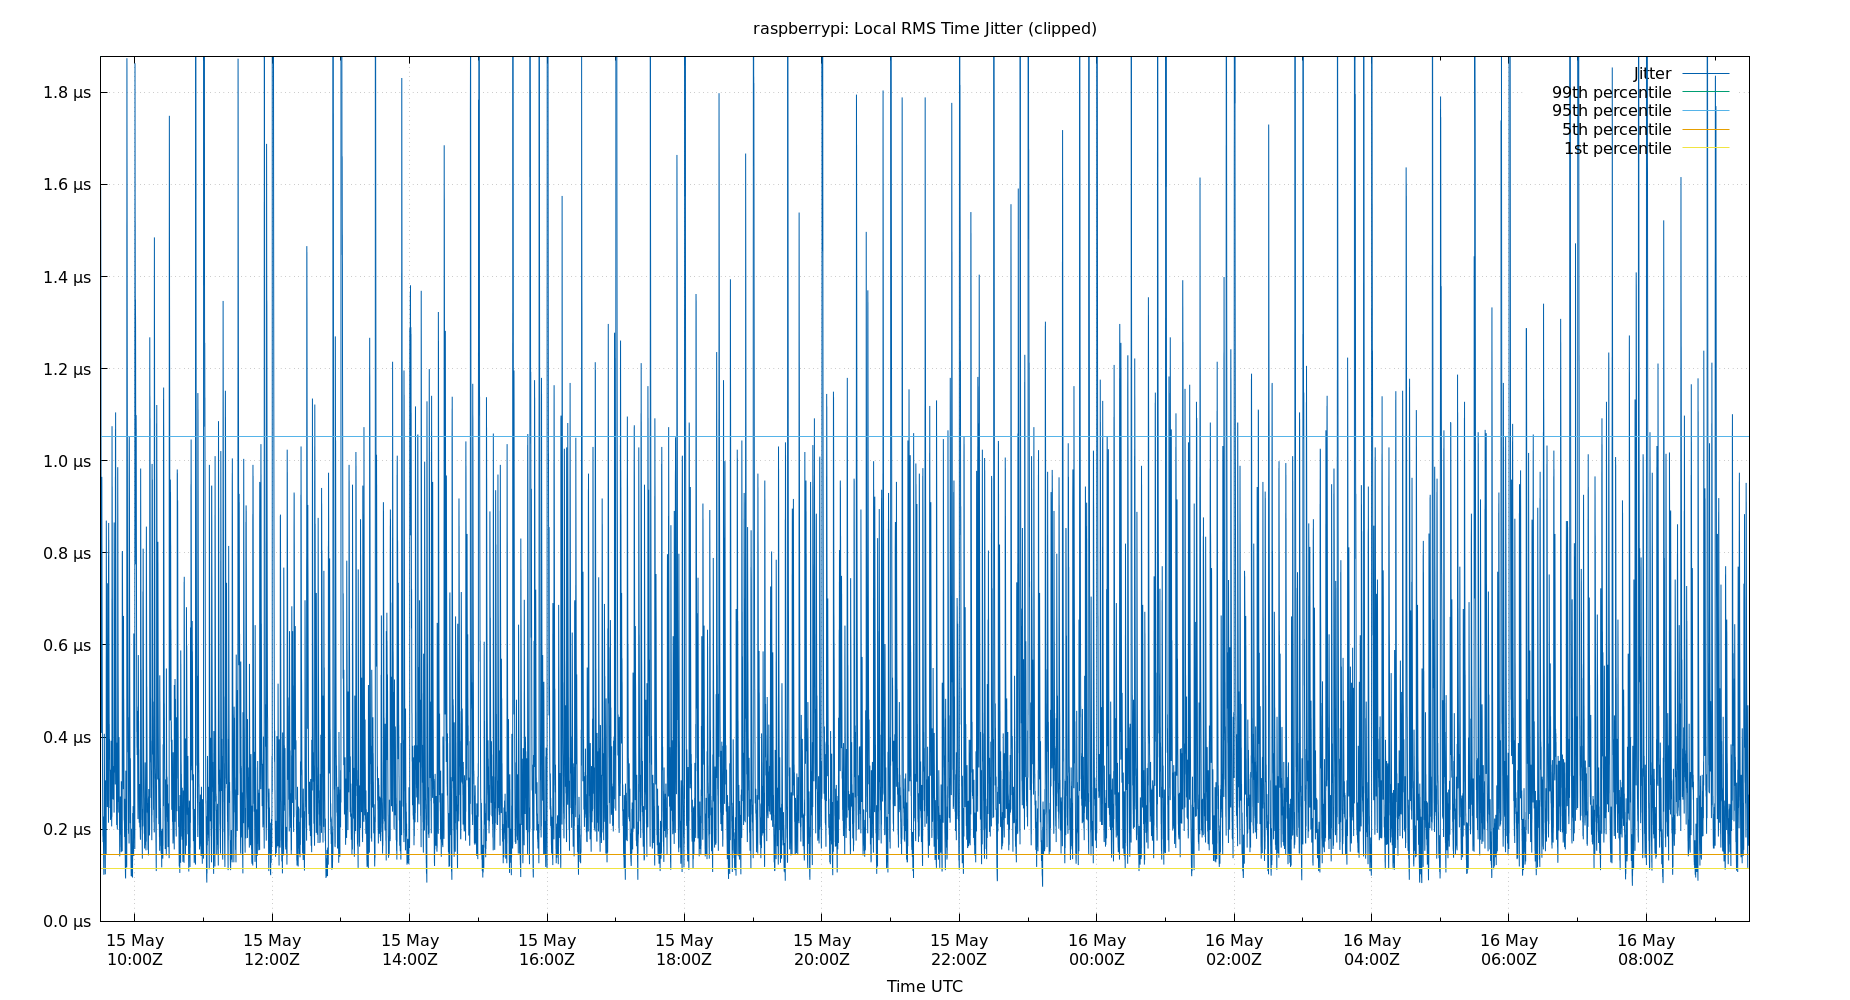 raspberrypi: Local RMS Time Jitter (clipped)
Jitter
99th percentile
95th percentile
5th percentile
1st percentile
1.8 μs
1.6 μs
1.4 μs
1.2 μs
1.0 μs
0.8 μs
0.6 μs
0.4 μs
0.2 μs
0.0 μs
15 May 15 May 15 May 15 May 15 May 15 May 15 May 16 May 16 May 16 May 16 May 16 May
10:00Z 12:00Z 14:00Z 16:00Z 18:00Z 20:00Z 22:00Z 00:00Z 02:00Z 04:00Z 06:00Z 08:00Z
Time UTC